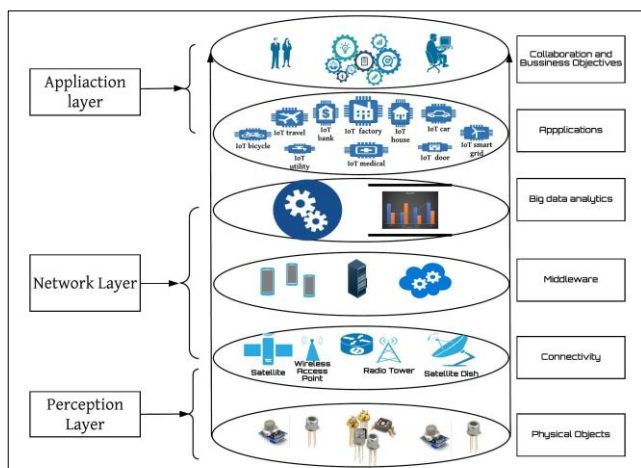 Appliaction
layer
Network Layer
Perception
Layer
IoT travel
IoT
bank
IoT factory
IoT
house
IoT car
IoT bicycle
IoT smart
grid
IoT
utility
IoT medical
IoT door
Satellite
Wireless
Access
Point
Radio Tower
Satellite Dish
Collaboration and
Bussiness Objectives
Appplications
Big data analytics
Middleware
Connectivity
Physical Objects